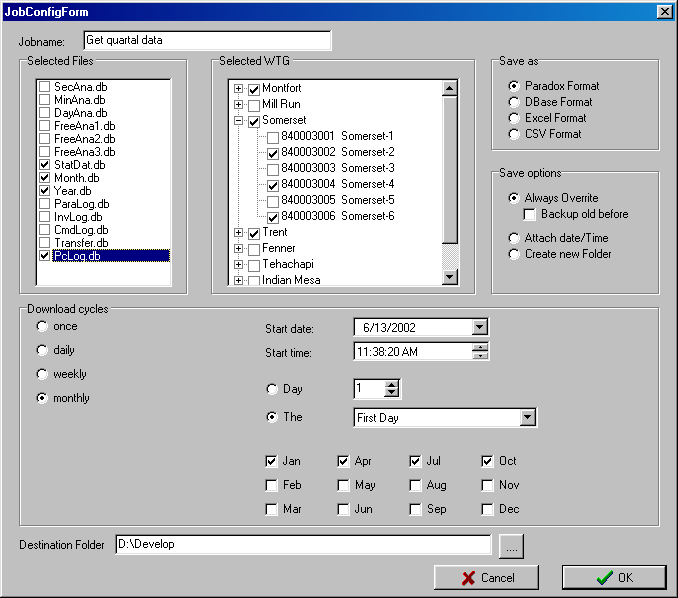 JobConfigForm
Jobname: Get quartal data
Selected Files
SecAna.db
MinAna.db
DayAna.db
FreeAna1.db
FreeAna2.db
FreeAna3.db
StatDat.db
Month.db
Year.db
ParaLog.db
InvLog.db
CmdLog.db
Transfer.db
PcLog.db
Selected WTG
Montfort
Mill Run
Somerset
840003001 Somerset-1
840003002 Somerset-2
840003003 Somerset-3
840003004 Somerset-4
840003005 Somerset-5
840003006 Somerset-6
Trent
Fenner
Tehachapi
Indian Mesa
Save as
Paradox Format
DBase Format
Excel Format
CSV Format
Save options
Always Overrite
Backup old before
Attach date/Time
Create new Folder
Download cycles
once
daily
weekly
monthly
Start date: 6/13/2002
Start time: 11:38:20 AM
Day 1
The First Day
Jan Apr Jul Oct
Feb May Aug Nov
Mar Jun Sep Dec
Destination Folder D:\Develop ....
Cancel OK